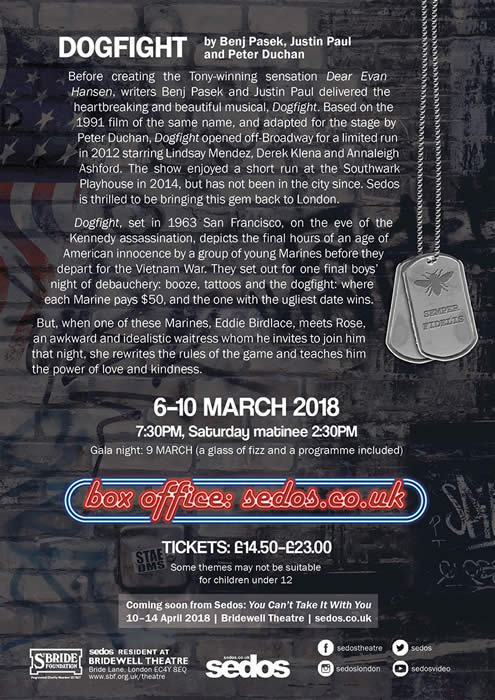 DOGFIGHT by Benj Pasek, Justin Paul
and Peter Duchan
Before creating the Tony-winning sensation Dear Evan
Hansen, writers Benj Pasek and Justin Paul delivered the
heartbreaking and beautiful musical, Dogfight. Based on the
1991 film of the same name, and adapted for the stage by
Peter Duchan, Dogfight opened off-Broadway for a limited run
in 2012 starring Lindsay Mendez, Derek Klena and Annaleigh
Ashford. The show enjoyed a short run at the Southwark
Playhouse in 2014, but has not been in the city since. Sedos
is thrilled to be bringing this gem back to London.
Dogfight, set in 1963 San Francisco, on the eve of the
Kennedy assassination, depicts the final hours of an age of
American innocence by a group of young Marines before they
depart for the Vietnam War. They set out for one final boys'
night of debauchery: booze, tattoos and the dogfight: where
each Marine pays $50, and the one with the ugliest date wins.
SEMPER
FIDELIS
But, when one of these Marines, Eddie Birdlace, meets Rose,
an awkward and idealistic waitress whom he invites to join him
that night, she rewrites the rules of the game and teaches him
the power of love and kindness.
6–10 MARCH 2018
7:30PM, Saturday matinee 2:30PM
Gala night: 9 MARCH (a glass of fizz and a programme included)
box office: sedos.co.uk
STAE
DMS
TICKETS: £14.50–£23.00
Some themes may not be suitable
for children under 12
Coming soon from Sedos: You Can't Take It With You
10–14 April 2018 | Bridewell Theatre | sedos.co.uk
ST BRIDE
FOUNDATION
sedos RESIDENT AT
BRIDEWELL THEATRE
Bride Lane, London EC4Y 8EQ
www.sbf.org.uk/theatre
sedos.co.uk
sedos
sedostheatre
sedos
sedoslondon
sedosvideo